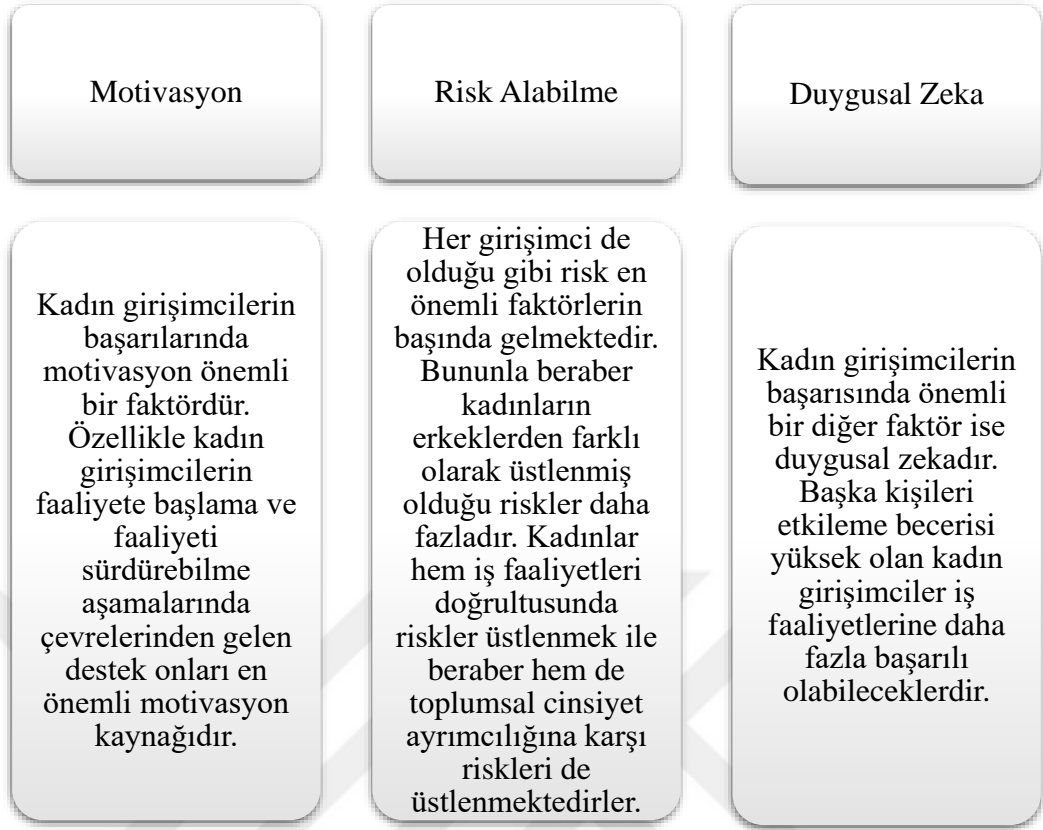 Motivasyon
Risk Alabilme
Duygusal Zeka
Kadın girişimcilerin
başarılarında
motivasyon önemli
bir faktördür.
Özellikle kadın
girişimcilerin
faaliyete başlama ve
faaliyeti
sürdürebilme
aşamalarında
çevrelerinden gelen
destek onları en
önemli motivasyon
kaynağıdır.
Her girişimci de
olduğu gibi risk en
önemli faktörlerin
başında gelmektedir.
Bununla beraber
kadınların
erkeklerden farklı
olarak üstlenmiş
olduğu riskler daha
fazladır. Kadınlar
hem iş faaliyetleri
doğrultusunda
riskler üstlenmek ile
beraber hem de
toplumsal cinsiyet
ayrımcılığına karşı
riskleri de
üstlenmektedirler.
Kadın girişimcilerin
başarısında önemli
bir diğer faktör ise
duygusal zekadır.
Başka kişileri
etkileme becerisi
yüksek olan kadın
girişimciler iş
faaliyetlerine daha
fazla başarılı
olabileceklerdir.